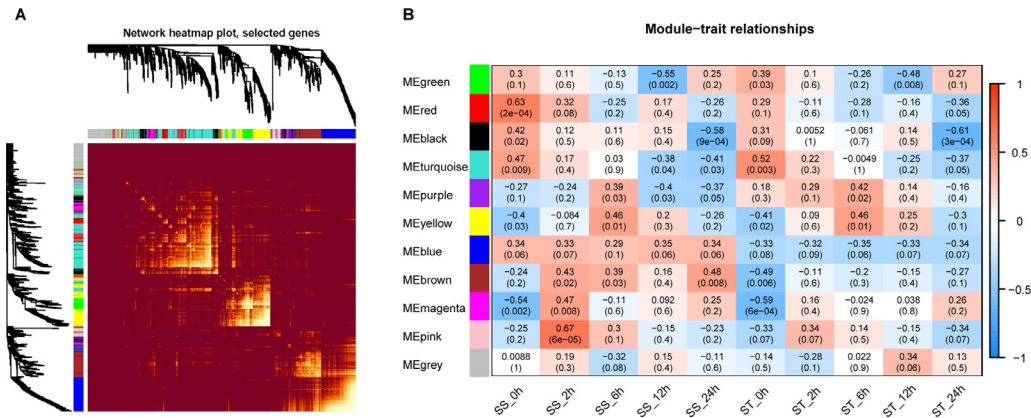 A
Network heatmap plot, selected genes
B
Module-trait relationships
MEgreen 0.3 0.11 −0.13 −0.55 0.25 0.39 0.1 −0.26 −0.48 0.27
(0.1) (0.6) (0.5) (0.002) (0.2) (0.03) (0.6) (0.2) (0.008) (0.1)
MEred 0.63 0.32 −0.25 0.17 −0.26 0.29 −0.11 −0.28 −0.16 −0.36
(2e−04) (0.08) (0.2) (0.4) (0.2) (0.1) (0.6) (0.1) (0.4) (0.05)
MEblack 0.42 0.12 0.11 0.15 −0.58 0.31 0.0052 −0.061 0.14 −0.61
(0.02) (0.5) (0.6) (0.4) (9e−04) (0.09) (1) (0.7) (0.5) (3e−04)
MEturquoise 0.47 0.17 0.03 −0.38 −0.41 0.52 0.22 −0.0049 −0.25 −0.37
(0.009) (0.4) (0.9) (0.04) (0.03) (0.003) (0.3) (1) (0.2) (0.05)
MEpurple −0.27 −0.24 0.39 −0.4 −0.37 0.18 0.29 0.42 0.14 −0.16
(0.1) (0.2) (0.03) (0.03) (0.05) (0.3) (0.1) (0.02) (0.4) (0.4)
MEyellow −0.4 −0.084 0.46 0.2 −0.26 −0.41 0.09 0.46 0.25 −0.3
(0.03) (0.7) (0.01) (0.3) (0.2) (0.02) (0.6) (0.01) (0.2) (0.1)
MEblue 0.34 0.33 0.29 0.35 0.34 −0.33 −0.32 −0.35 −0.33 −0.34
(0.06) (0.07) (0.1) (0.06) (0.06) (0.08) (0.09) (0.06) (0.07) (0.07)
MEbrown −0.24 0.43 0.39 0.16 0.48 −0.49 −0.11 −0.2 −0.15 −0.27
(0.2) (0.02) (0.03) (0.4) (0.008) (0.006) (0.6) (0.3) (0.4) (0.1)
MEmagenta −0.54 0.47 −0.11 0.092 0.25 −0.59 0.16 −0.024 0.038 0.26
(0.002) (0.008) (0.6) (0.6) (0.2) (6e−04) (0.4) (0.9) (0.8) (0.2)
MEpink −0.25 0.67 0.3 −0.15 −0.23 −0.33 0.34 0.14 −0.15 −0.34
(0.2) (6e−05) (0.1) (0.4) (0.2) (0.07) (0.07) (0.5) (0.4) (0.07)
MEgrey 0.0088 0.19 −0.32 0.15 −0.11 −0.14 −0.28 0.022 0.34 0.13
(1) (0.3) (0.08) (0.4) (0.6) (0.5) (0.1) (0.9) (0.06) (0.5)
SS_0h SS_2h SS_6h SS_12h SS_24h ST_0h ST_2h ST_6h ST_12h ST_24h
1
0.5
0
−0.5
−1